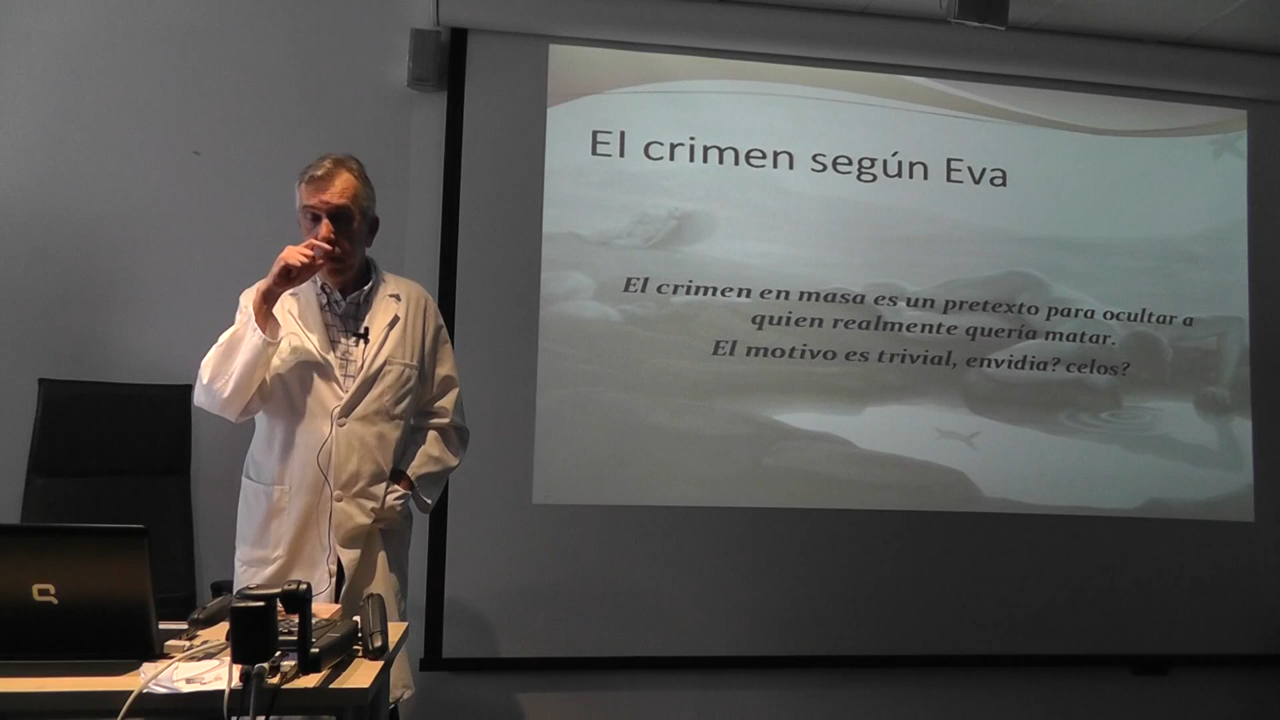 El crimen según Eva
El crimen en masa es un pretexto para ocultar a
quien realmente quería matar.
El motivo es trivial, envidia? celos?